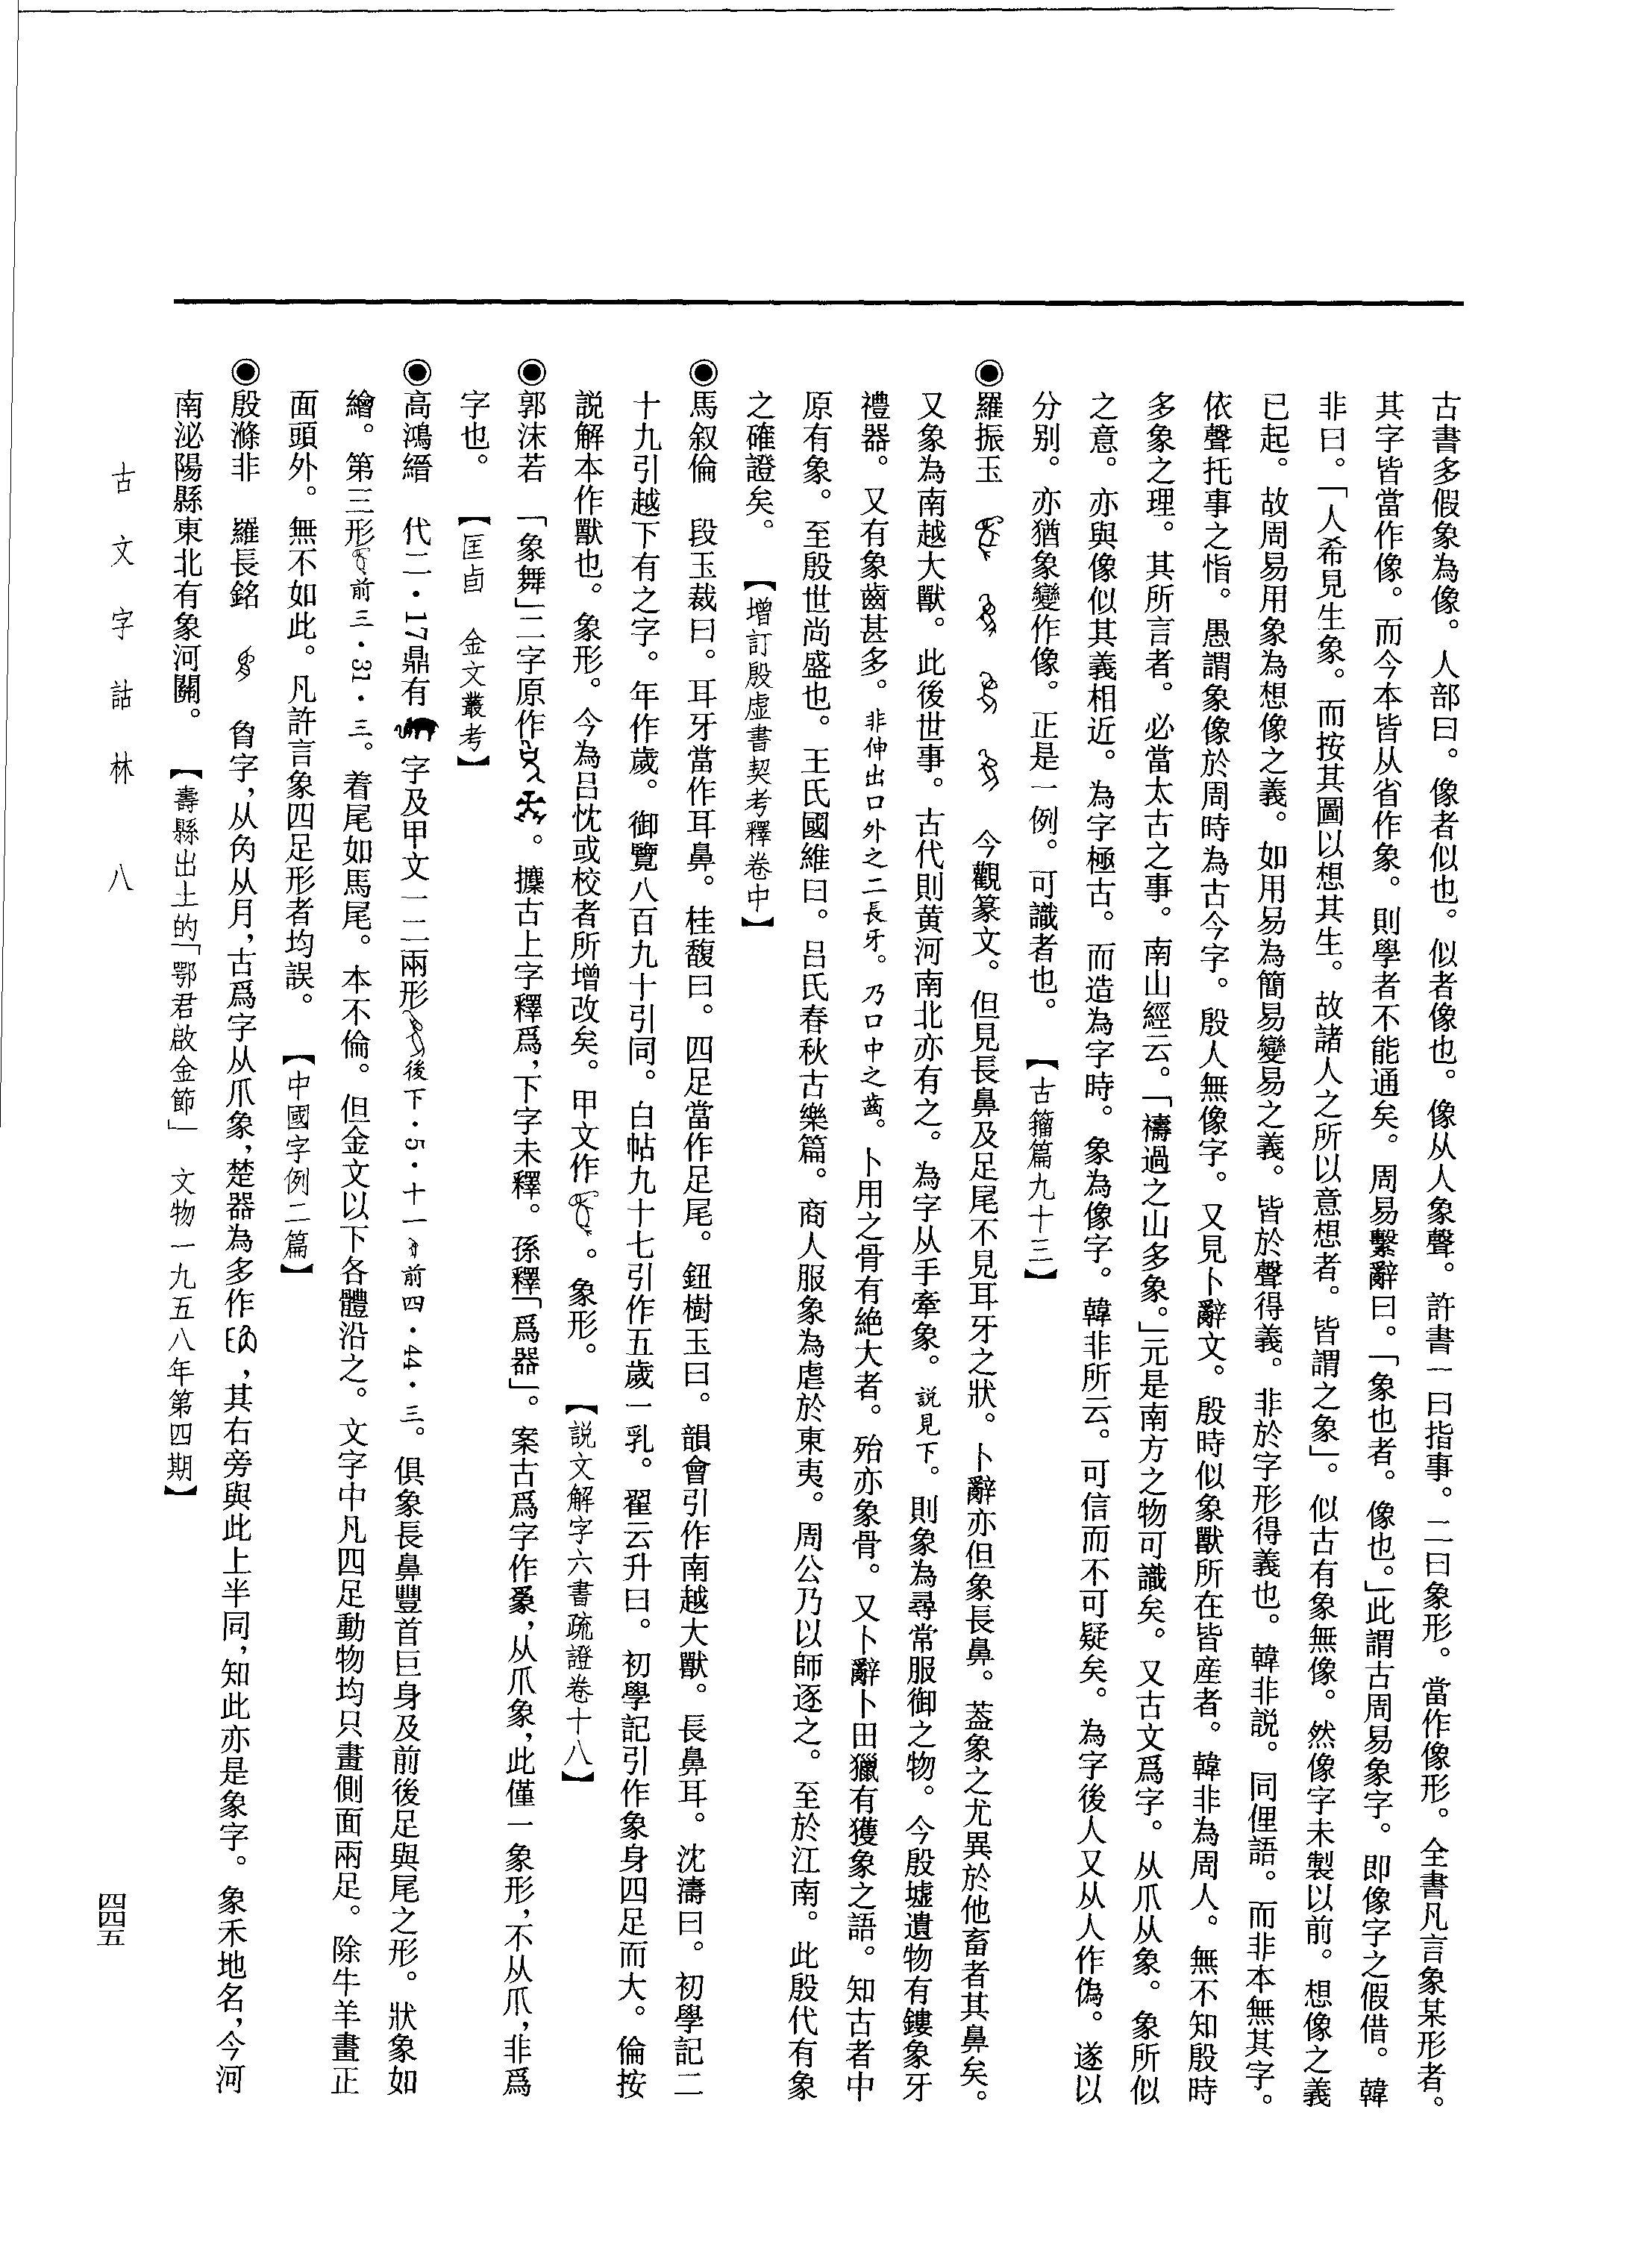 古書多假象為像。人部曰。像者似也。似者像也。像从人象聲。許書一曰指事。二曰象形。當作像形。全書凡言象某形者。
其字皆當作像。而今本皆从省作象。則學者不能通矣。周易繫辭曰。「象也者。像也。」此謂古周易象字。即像字之假借。韓
非曰。「人希見生象。而按其圖以想其生。故諸人之所以意想者。皆謂之象」。似古有象無像。然像字未製以前。想像之義
已起。故周易用象為想像之義。如用易為簡易變易之義。皆於聲得義。非於字形得義也。韓非說。同俚語。而非本無其字。
依聲托事之恉。愚謂象像於周時為古今字。殷人無像字。又見卜辭文。殷時似象獸所在皆産者。韓非為周人。無不知殷時
多象之理。其所言者。必當太古之事。南山經云。「禱過之山多象。」元是南方之物可識矣。又古文爲字。从爪从象。象所似
之意。亦與像似其義相近。為字極古。而造為字時。象為像字。韓非所云。可信而不可疑矣。為字後人又从人作偽。遂以
分别。亦猶象變作像。正是一例。可識者也。【古籀篇九十三】
◉羅振玉 今觀篆文。但見長鼻及足尾不見耳牙之狀。卜辭亦但象長鼻。蓋象之尤異於他畜者其鼻矣。
又象為南越大獸。此後世事。古代則黄河南北亦有之。為字从手牽象。説見下。則象為尋常服御之物。今殷墟遺物有鏤象牙
禮器。又有象齒甚多。非伸出口外之二長牙。乃口中之齒。卜用之骨有絶大者。殆亦象骨。又卜辭卜田獵有獲象之語。知古者中
原有象。至殷世尚盛也。王氏國維曰。吕氏春秋古樂篇。商人服象為虐於東夷。周公乃以師逐之。至於江南。此殷代有象
之確證矣。【增訂殷虚書契考釋卷中】
◉馬叙倫 段玉裁曰。耳牙當作耳鼻。桂馥曰。四足當作足尾。鈕樹玉曰。韻會引作南越大獸。長鼻耳。沈濤曰。初學記二
十九引越下有之字。年作歲。御覽八百九十引同。白帖九十七引作五歲一乳。翟云升曰。初學記引作象身四足而大。倫按
説解本作獸也。象形。今為吕忱或校者所增改矣。甲文作。象形。【説文解字六書疏證卷十八】
◉郭沫若 「象舞」二字原作。攗古上字釋爲，下字未釋。孫釋「爲器」。案古爲字作爲，从爪象，此僅一象形，不从爪，非爲
字也。【匡卣 金文叢考】
◉高鴻縉 代二·17鼎有字及甲文一二兩形後下·5·十一前四·44·三。俱象長鼻豐首巨身及前後足與尾之形。狀象如
繪。第三形前三·31·三。着尾如馬尾。本不倫。但金文以下各體沿之。文字中凡四足動物均只畫側面兩足。除牛羊畫正
面頭外。無不如此。凡許言象四足形者均誤。【中國字例二篇】
◉殷滌非 羅長銘 字，从角从月，古爲字从爪象，楚器為多作，其右旁與此上半同，知此亦是象字。象禾地名，今河
南泌陽縣東北有象河關。【壽縣出土的「鄂君啟金節」 文物一九五八年第四期】
古文字詁林 八
四四五